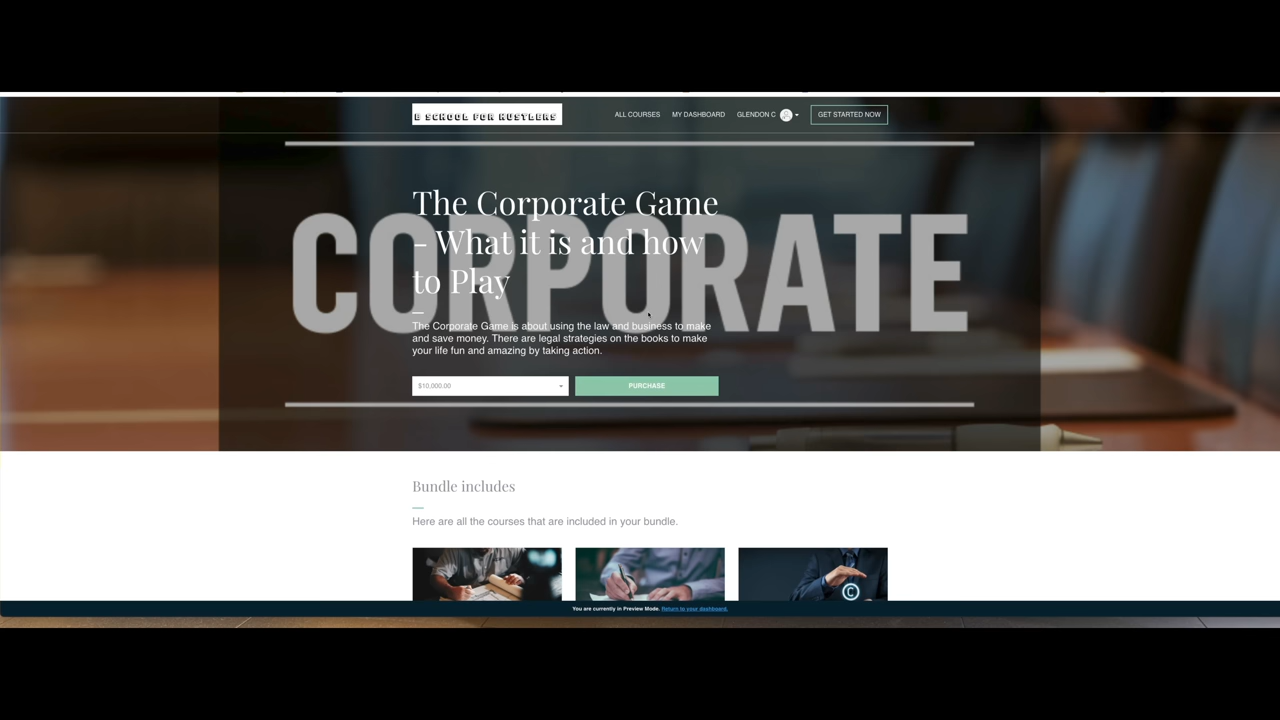 B SCHOOL FOR HUSTLERS
ALL COURSES
MY DASHBOARD
GLENDON C
GET STARTED NOW
CORPORATE
The Corporate Game
– What it is and how
to Play
The Corporate Game is about using the law and business to make
and save money. There are legal strategies on the books to make
your life fun and amazing by taking action.
$10,000.00
PURCHASE
Bundle includes
Here are all the courses that are included in your bundle.
C
You are currently in Preview Mode. Return to your dashboard.